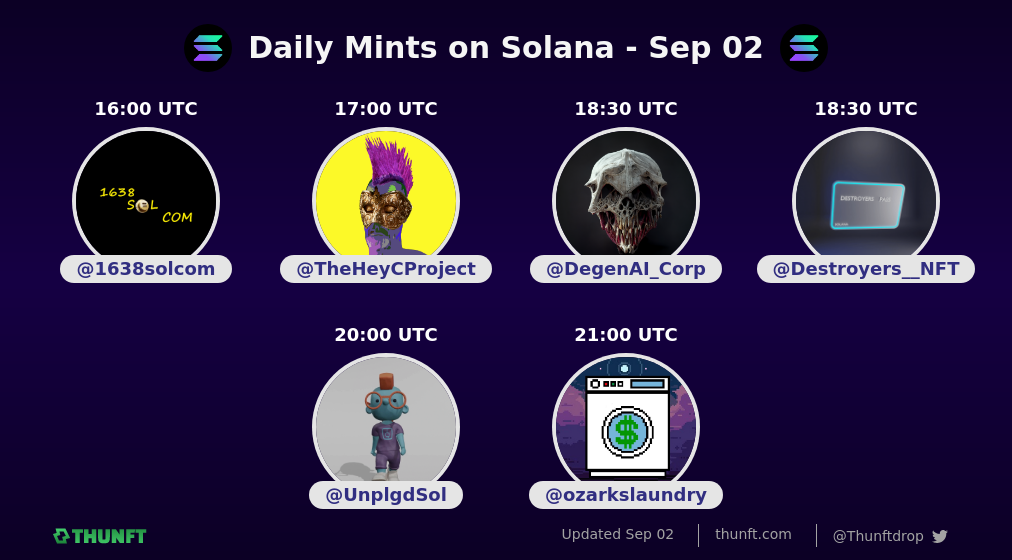 Daily Mints on Solana - Sep 02
16:00 UTC
17:00 UTC
18:30 UTC
18:30 UTC
1638
SOL
COM
DESTROYERS
@1638solcom
@TheHeyCProject
@DegenAI_Corp
@Destroyers__NFT
20:00 UTC
21:00 UTC
$
@UnplgdSol
@ozarkslaundry
THUNFT
Updated Sep 02
thunft.com
@Thunftdrop